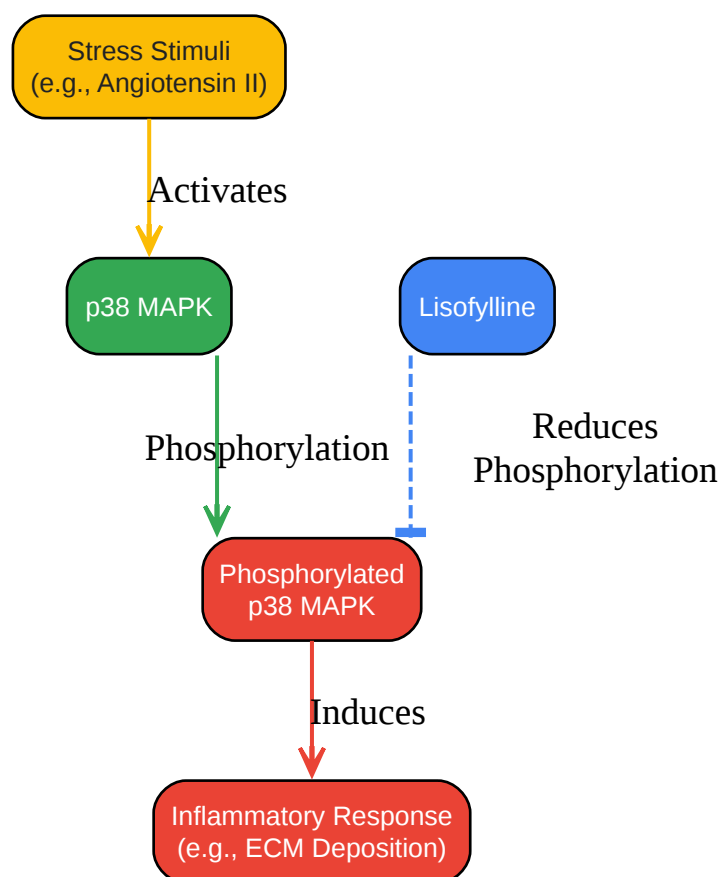 Stress Stimuli
(e.g., Angiotensin II)
Activates
p38 MAPK
Lisofylline
Phosphorylation
Reduces
Phosphorylation
Phosphorylated
p38 MAPK
Induces
Inflammatory Response
(e.g., ECM Deposition)